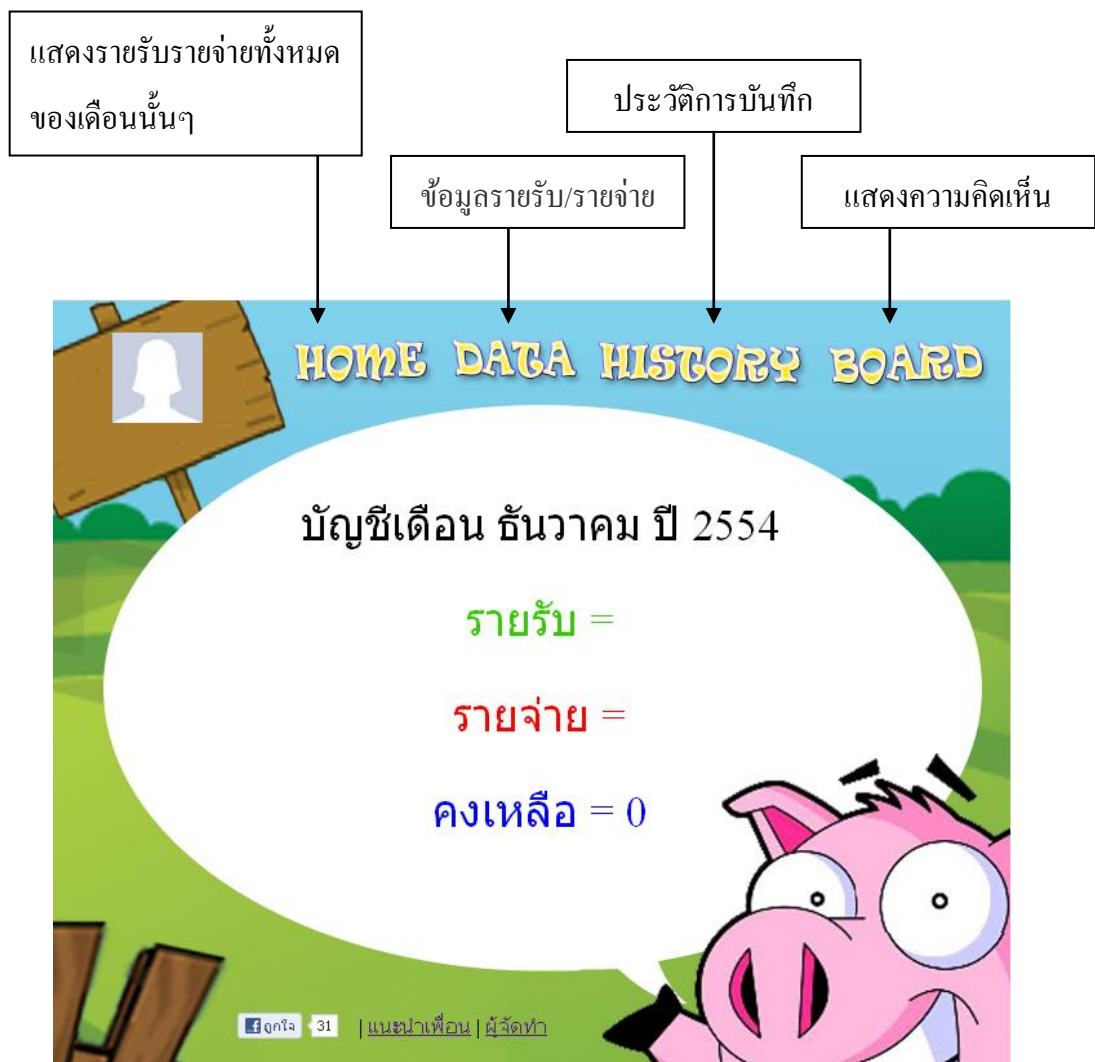 แสดงรายรับรายจ่ายทั้งหมด
ของเดือนนั้นๆ
ประวัติการบันทึก
ข้อมูลรายรับ/รายจ่าย
แสดงความคิดเห็น
HOME DATA HISTORY BOARD
บัญชีเดือน ธันวาคม ปี 2554
รายรับ =
รายจ่าย =
คงเหลือ = 0
ถูกใจ 31 | แนะนำเพื่อน | ผู้จัดทำ